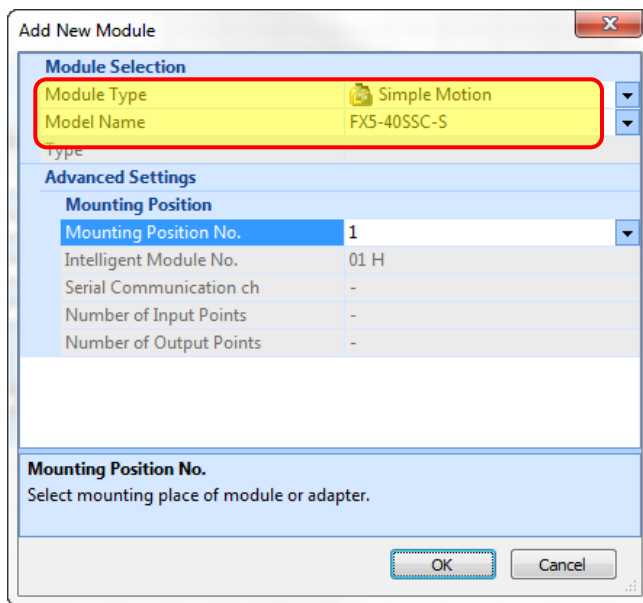 Add New Module
Module Selection
Module Type Simple Motion
Model Name FX5-40SSC-S
Type
Advanced Settings
Mounting Position
Mounting Position No. 1
Intelligent Module No. 01 H
Serial Communication ch -
Number of Input Points -
Number of Output Points -
Mounting Position No.
Select mounting place of module or adapter.
OK Cancel